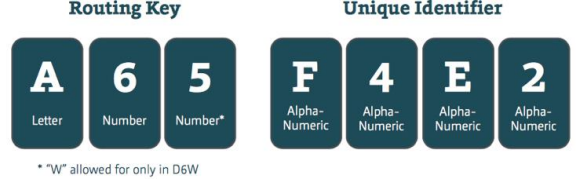 Routing Key Unique Identifier
A 6 5 F 4 E 2
Letter Number Number* Alpha-Numeric Alpha-Numeric Alpha-Numeric Alpha-Numeric
* "W" allowed for only in D6W